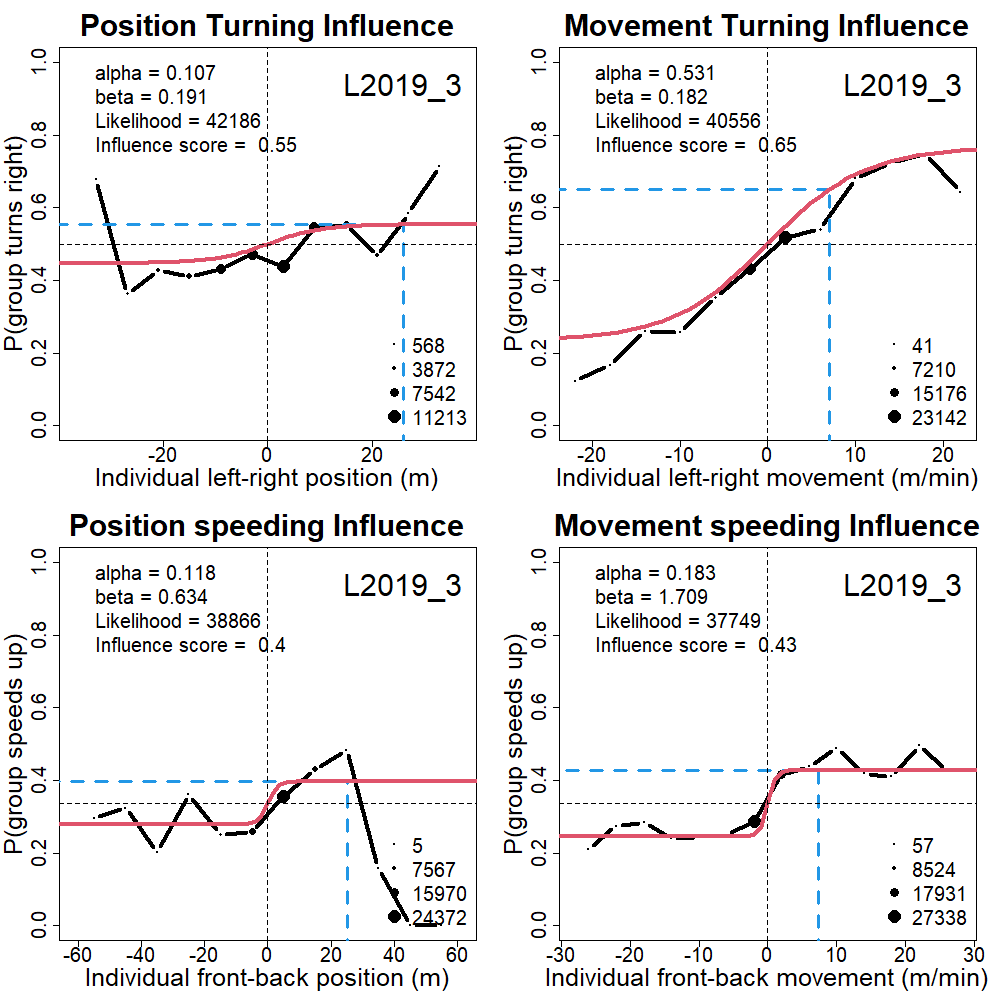 Position Turning Influence
alpha = 0.107
beta = 0.191
Likelihood = 42186
Influence score = 0.55
L2019_3
P(group turns right)
1.0
0.8
0.6
0.4
0.2
0.0
568
3872
7542
11213
-20 0 20
Individual left-right position (m)
Movement Turning Influence
alpha = 0.531
beta = 0.182
Likelihood = 40556
Influence score = 0.65
L2019_3
P(group turns right)
1.0
0.8
0.6
0.4
0.2
0.0
41
7210
15176
23142
-20 -10 0 10 20
Individual left-right movement (m/min)
Position speeding Influence
alpha = 0.118
beta = 0.634
Likelihood = 38866
Influence score = 0.4
L2019_3
P(group speeds up)
1.0
0.8
0.6
0.4
0.2
0.0
5
7567
15970
24372
-60 -40 -20 0 20 40 60
Individual front-back position (m)
Movement speeding Influence
alpha = 0.183
beta = 1.709
Likelihood = 37749
Influence score = 0.43
L2019_3
P(group speeds up)
1.0
0.8
0.6
0.4
0.2
0.0
57
8524
17931
27338
-30 -20 -10 0 10 20 30
Individual front-back movement (m/min)